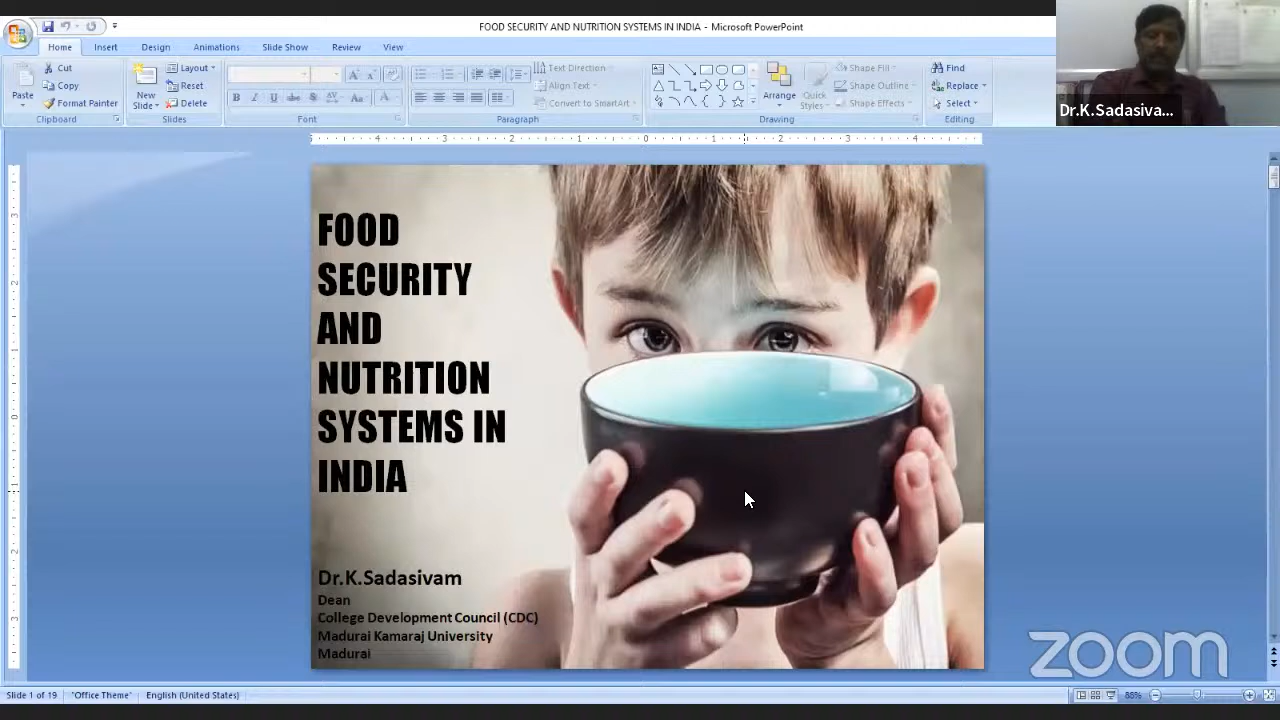 FOOD SECURITY AND NUTRITION SYSTEMS IN INDIA - Microsoft PowerPoint
Home Insert Design Animations Slide Show Review View
Paste
Cut
Copy
Format Painter
Clipboard
New Slide
Layout
Reset
Delete
Slides
Font
Text Direction
Align Text
Convert to SmartArt
Paragraph
Arrange
Quick Styles
Shape Fill
Shape Outline
Shape Effects
Drawing
Find
Replace
Select
Editing
Dr.K.Sadasiva...
FOOD
SECURITY
AND
NUTRITION
SYSTEMS IN
INDIA
Dr.K.Sadasivam
Dean
College Development Council (CDC)
Madurai Kamaraj University
Madurai
zoom
Slide 1 of 19 "Office Theme" English (United States) 88%